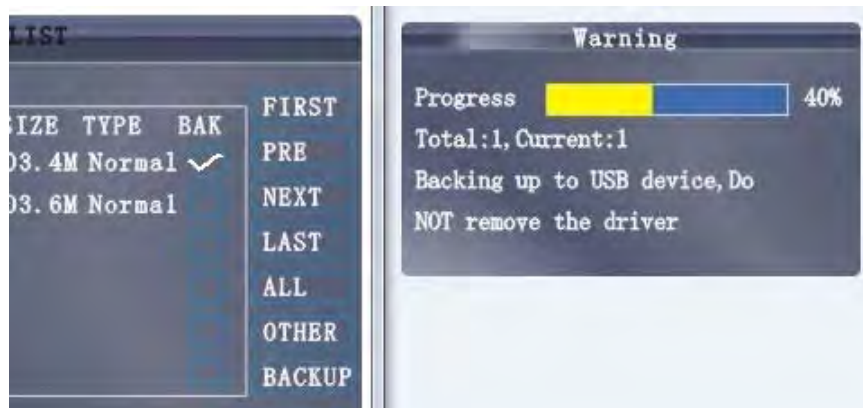 LIST
SIZE TYPE BAK
03.4M Normal
03.6M Normal
FIRST
PRE
NEXT
LAST
ALL
OTHER
BACKUP
Warning
Progress 40%
Total:1,Current:1
Backing up to USB device,Do
NOT remove the driver